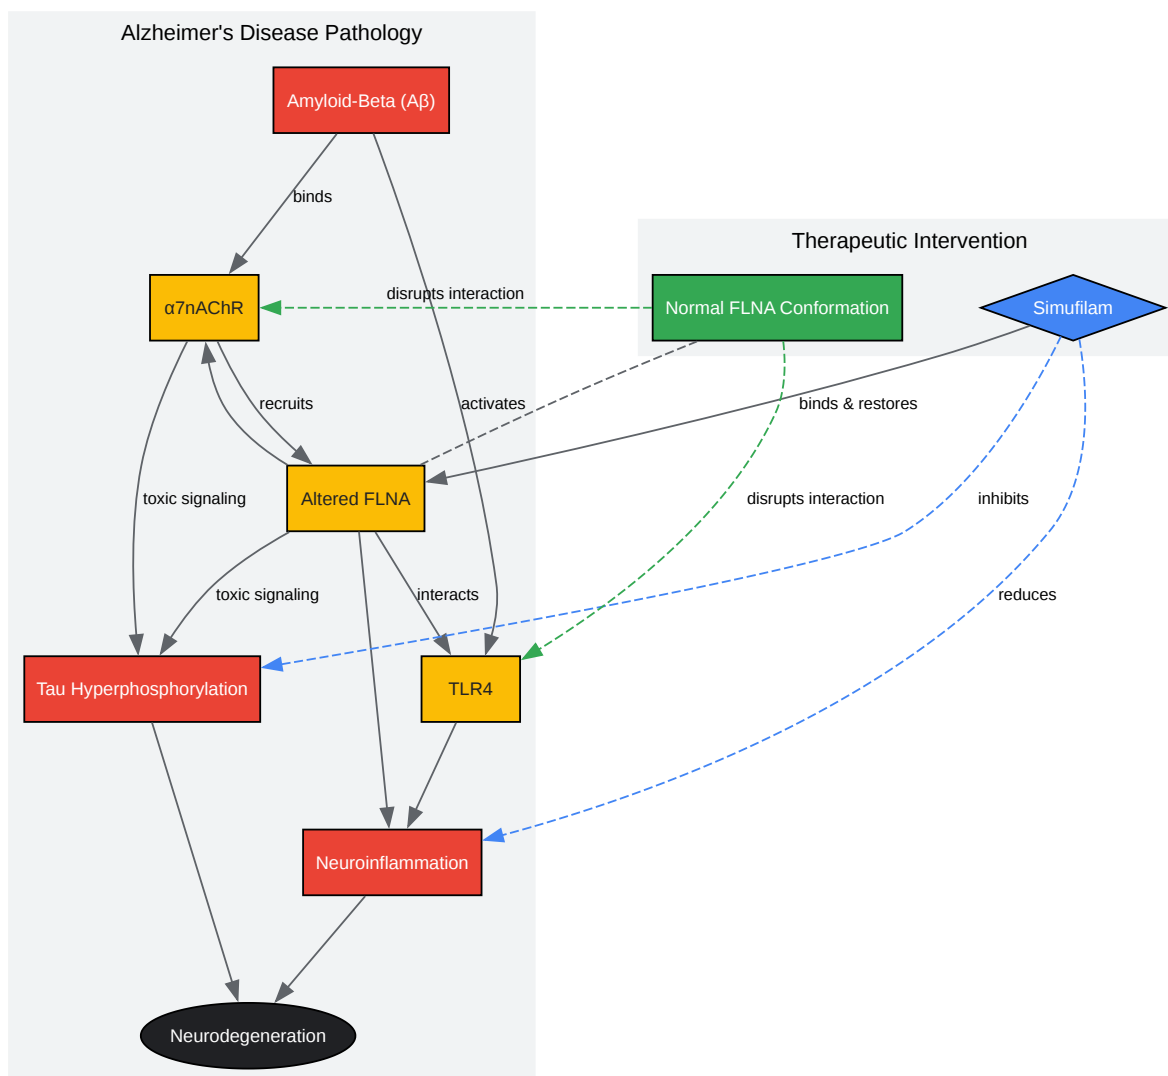 Alzheimer's Disease Pathology
Amyloid-Beta (Aβ)
binds
Therapeutic Intervention
α7nAChR
disrupts interaction
Normal FLNA Conformation
Simufilam
recruits
activates
binds & restores
toxic signaling
Altered FLNA
disrupts interaction
inhibits
toxic signaling
interacts
reduces
Tau Hyperphosphorylation
TLR4
Neuroinflammation
Neurodegeneration